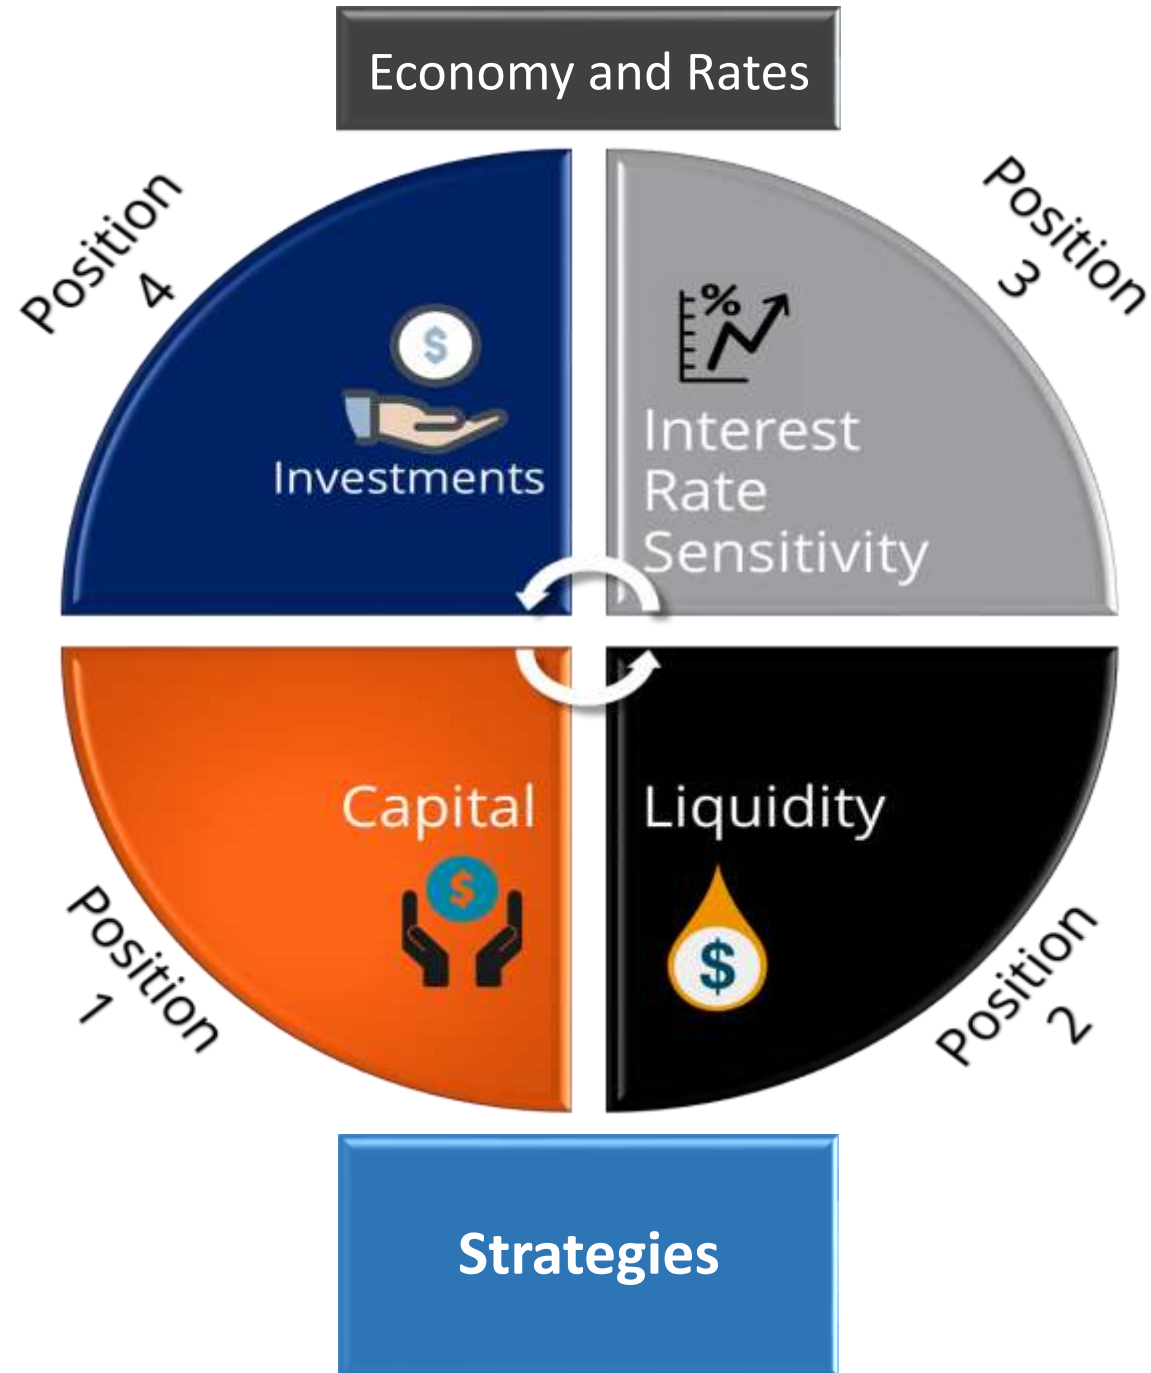 Economy and Rates
Position
4
Position
3
%
$
Investments
Interest
Rate
Sensitivity
Capital
$
Liquidity
$
Position
1
Position
2
Strategies